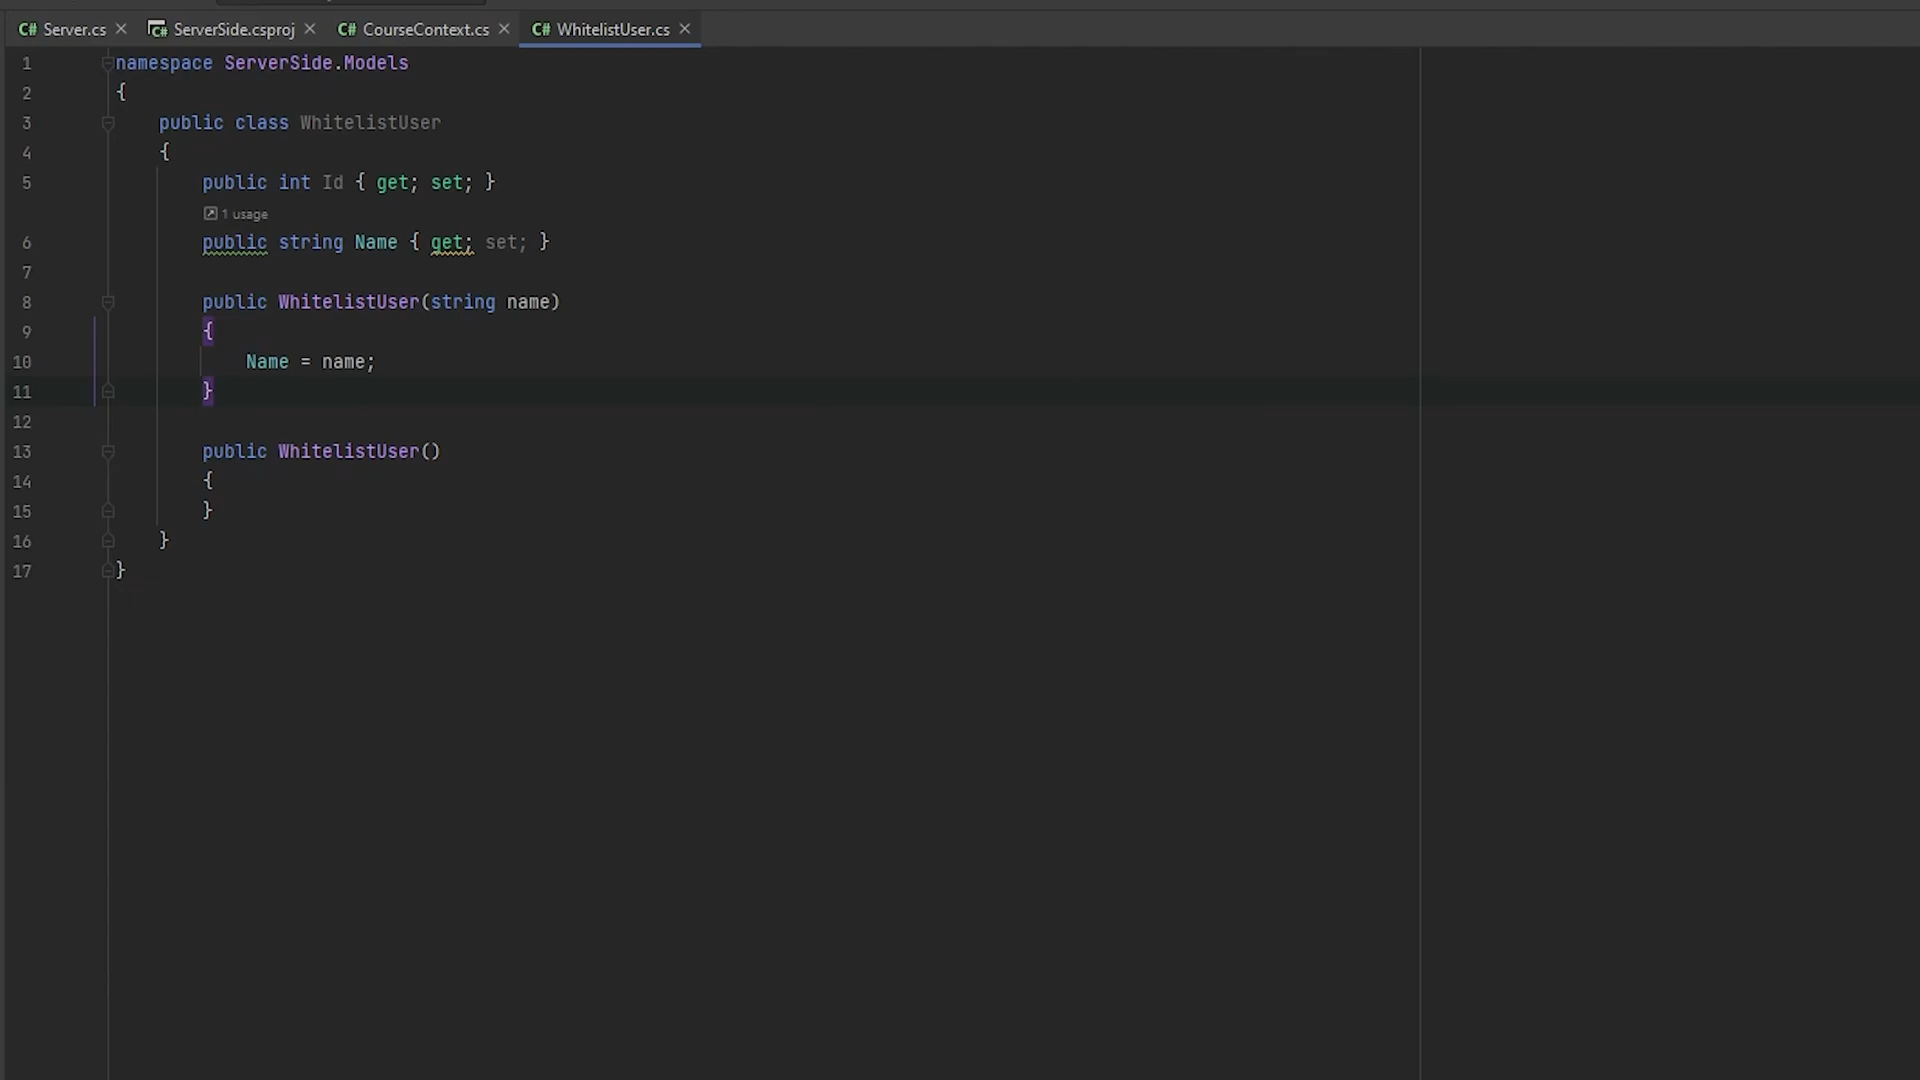 C# Server.cs C# ServerSide.csproj C# CourseContext.cs C# WhitelistUser.cs
1 namespace ServerSide.Models
2 {
3 public class WhitelistUser
4 {
5 public int Id { get; set; }
1 usage
6 public string Name { get; set; }
7
8 public WhitelistUser(string name)
9 {
10 Name = name;
11 }
12
13 public WhitelistUser()
14 {
15 }
16 }
17 }